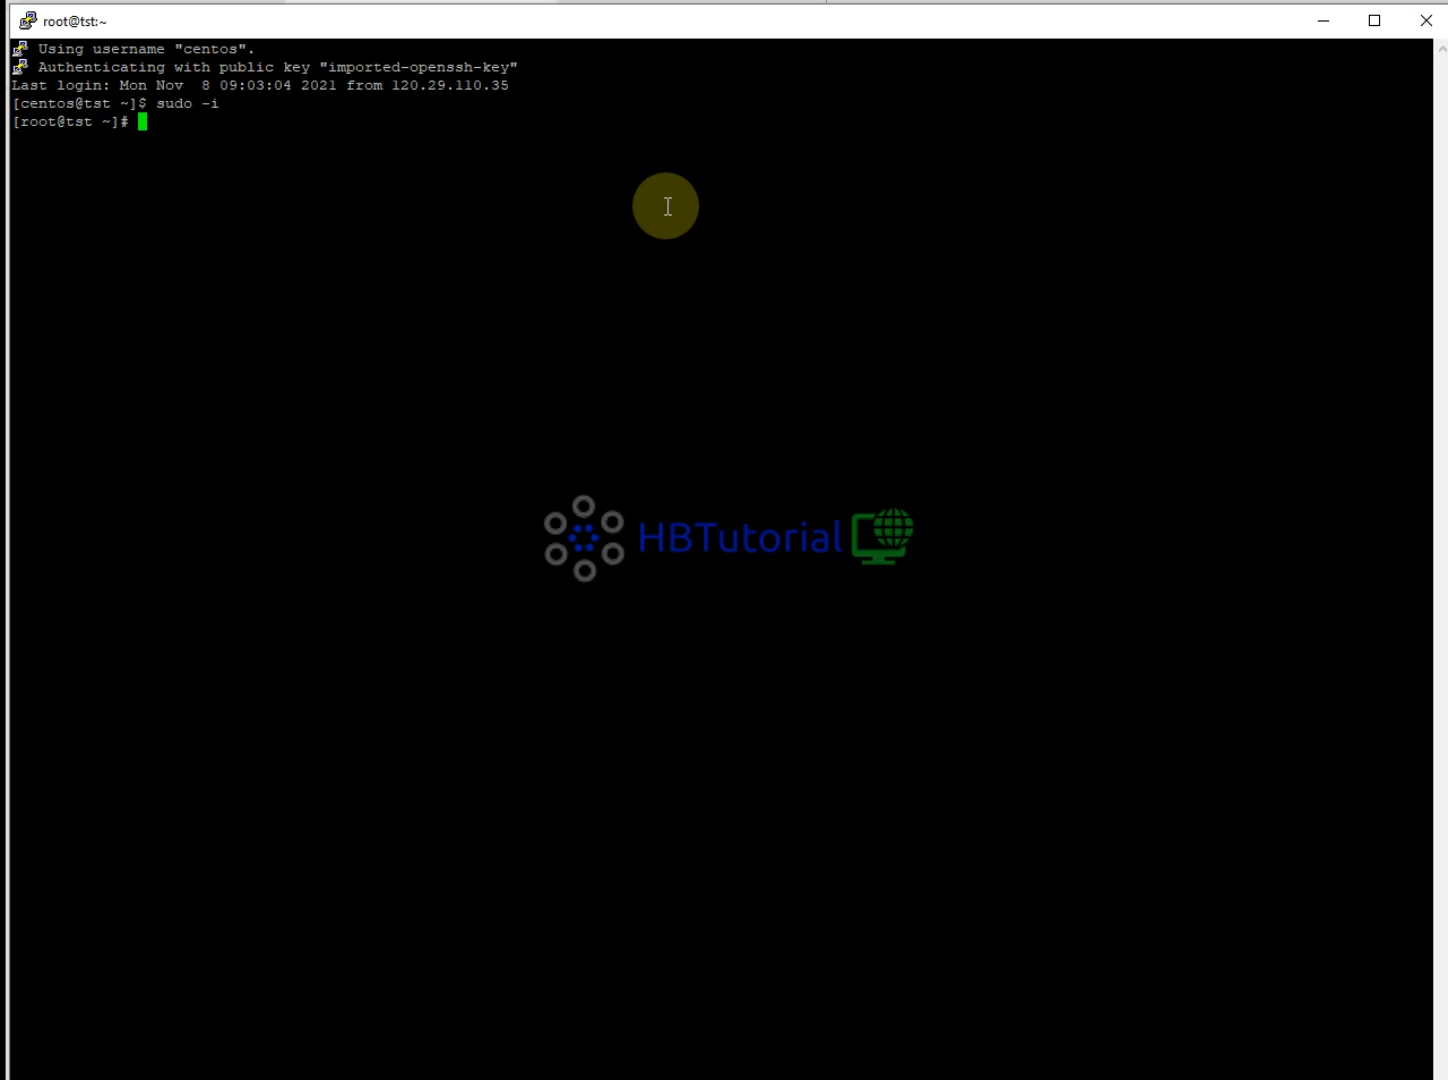 root@tst:~
Using username "centos".
Authenticating with public key "imported-openssh-key"
Last login: Mon Nov  8 09:03:04 2021 from 120.29.110.35
[centos@tst ~]$ sudo -i
[root@tst ~]#
HBTutorial